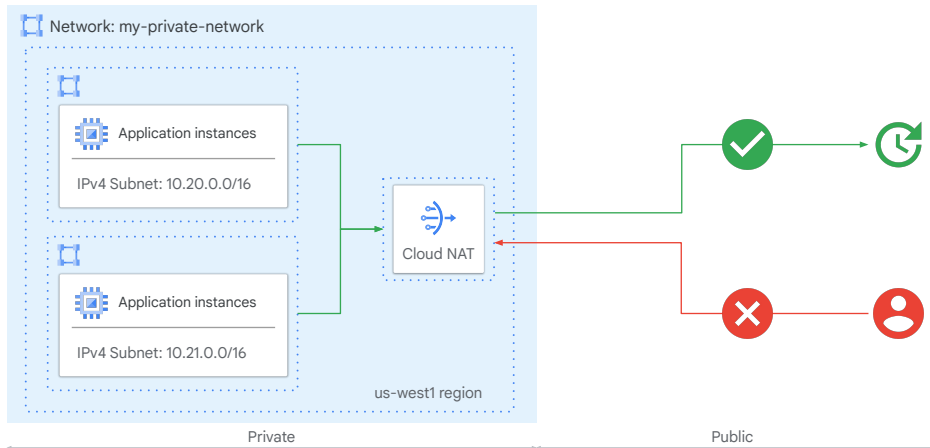 Network: my-private-network
Application instances
IPv4 Subnet: 10.20.0.0/16
Cloud NAT
Application instances
IPv4 Subnet: 10.21.0.0/16
us-west1 region
Private
Public